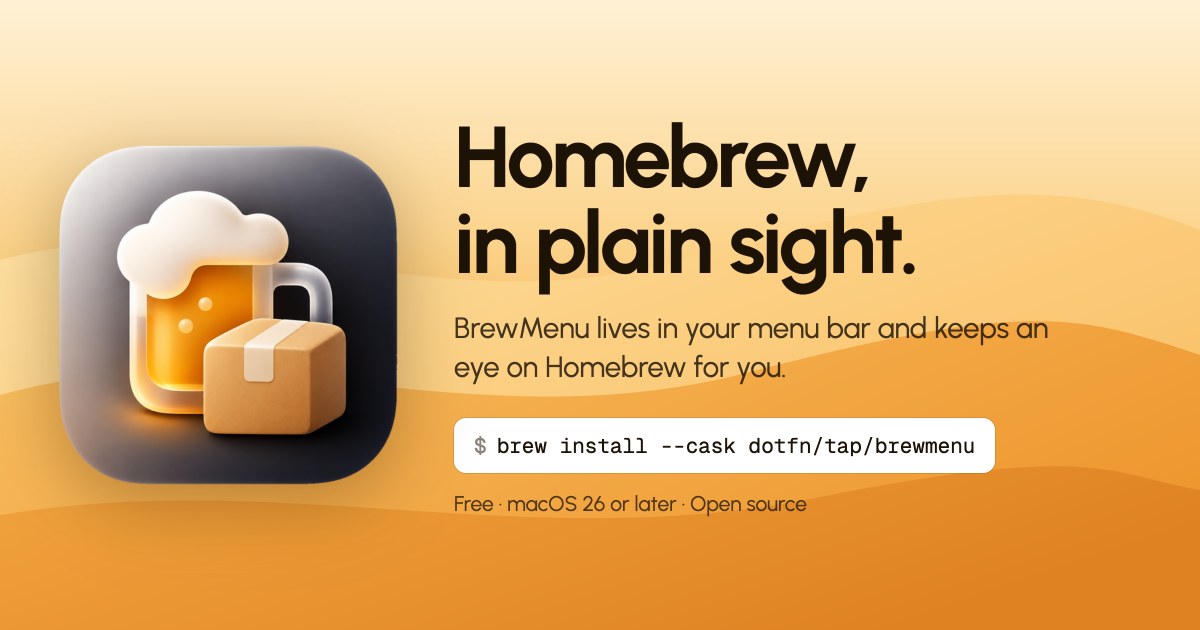 Homebrew,
in plain sight.
BrewMenu lives in your menu bar and keeps an
eye on Homebrew for you.
$ brew install --cask dotfn/tap/brewmenu
Free · macOS 26 or later · Open source